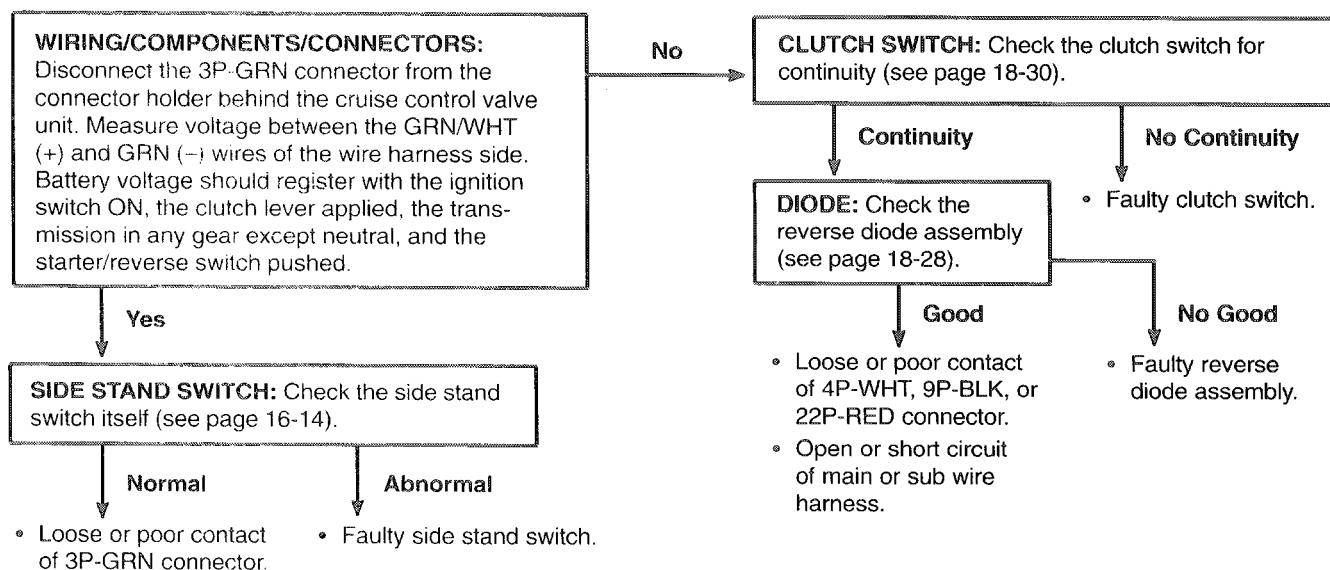 WIRING/COMPONENTS/CONNECTORS:
Disconnect the 3P-GRN connector from the
connector holder behind the cruise control valve
unit. Measure voltage between the GRN/WHT
(+) and GRN (−) wires of the wire harness side.
Battery voltage should register with the ignition
switch ON, the clutch lever applied, the trans-
mission in any gear except neutral, and the
starter/reverse switch pushed.
No
CLUTCH SWITCH: Check the clutch switch for
continuity (see page 18-30).
Continuity
No Continuity
DIODE: Check the
reverse diode assembly
(see page 18-28).
• Faulty clutch switch.
Good
No Good
• Loose or poor contact
of 4P-WHT, 9P-BLK, or
22P-RED connector.
• Open or short circuit
of main or sub wire
harness.
• Faulty reverse
diode assembly.
Yes
SIDE STAND SWITCH: Check the side stand
switch itself (see page 16-14).
Normal
Abnormal
• Loose or poor contact
of 3P-GRN connector.
• Faulty side stand switch.